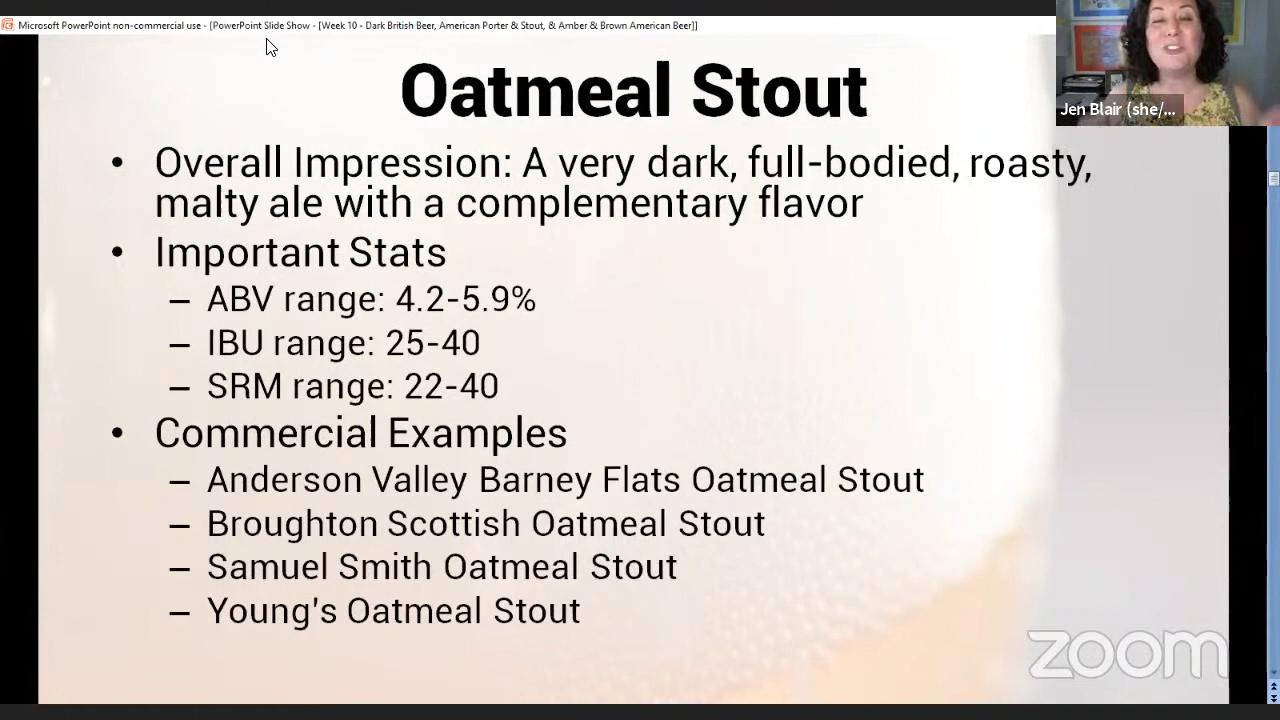 Microsoft PowerPoint non-commercial use - [PowerPoint Slide Show - [Week 10 - Dark British Beer, American Porter & Stout, & Amber & Brown American Beer]]
Jen Blair (she/...
Oatmeal Stout
• Overall Impression: A very dark, full-bodied, roasty,
malty ale with a complementary flavor
• Important Stats
– ABV range: 4.2-5.9%
– IBU range: 25-40
– SRM range: 22-40
• Commercial Examples
– Anderson Valley Barney Flats Oatmeal Stout
– Broughton Scottish Oatmeal Stout
– Samuel Smith Oatmeal Stout
– Young's Oatmeal Stout
zoom